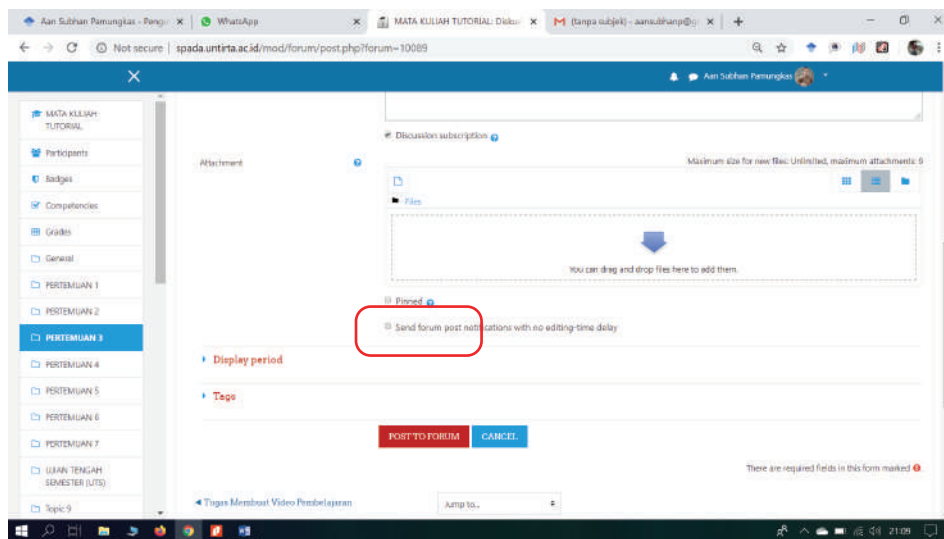 Aan Subhan Pamungkas - Pengo
WhatsApp
MATA KULIAH TUTORIAL: Disku
(tanpa subjek) - aansubhanp@g
Not secure | spada.untirta.ac.id/mod/forum/post.php?forum=10089
Aan Subhan Pamungkas
MATA KULIAH TUTORIAL
Participants
Badges
Competencies
Grades
General
PERTEMUAN 1
PERTEMUAN 2
PERTEMUAN 3
PERTEMUAN 4
PERTEMUAN 5
PERTEMUAN 6
PERTEMUAN 7
UJIAN TENGAH SEMESTER (UTS)
Topic 9
Discussion subscription
Attachment
Maximum size for new files: Unlimited, maximum attachments: 9
Files
You can drag and drop files here to add them.
Pinned
Send forum post notifications with no editing-time delay
Display period
Tags
POST TO FORUM
CANCEL
There are required fields in this form marked
Tugas Membuat Video Pembelajaran
Jump to...
21:09